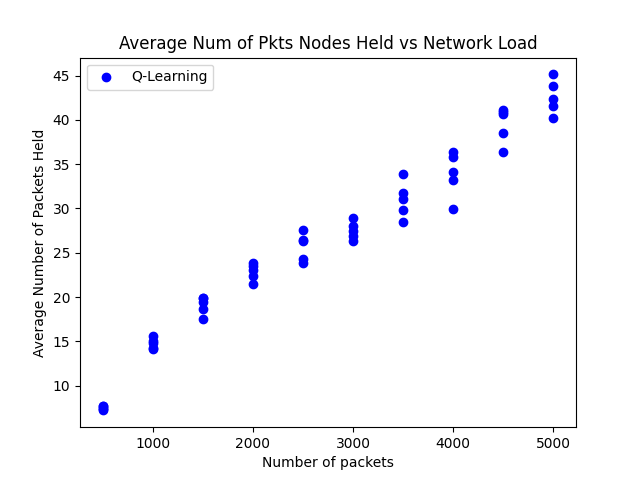 Average Num of Pkts Nodes Held vs Network Load
Q-Learning
Average Number of Packets Held
45
40
35
30
25
20
15
10
1000 2000 3000 4000 5000
Number of packets